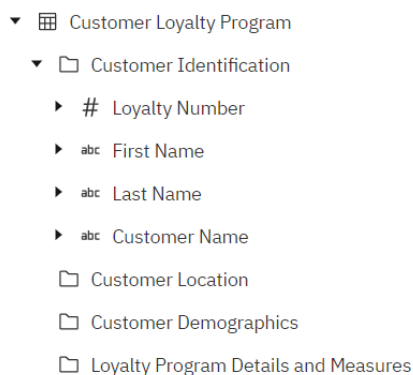 Customer Loyalty Program
Customer Identification
# Loyalty Number
abc First Name
abc Last Name
abc Customer Name
Customer Location
Customer Demographics
Loyalty Program Details and Measures